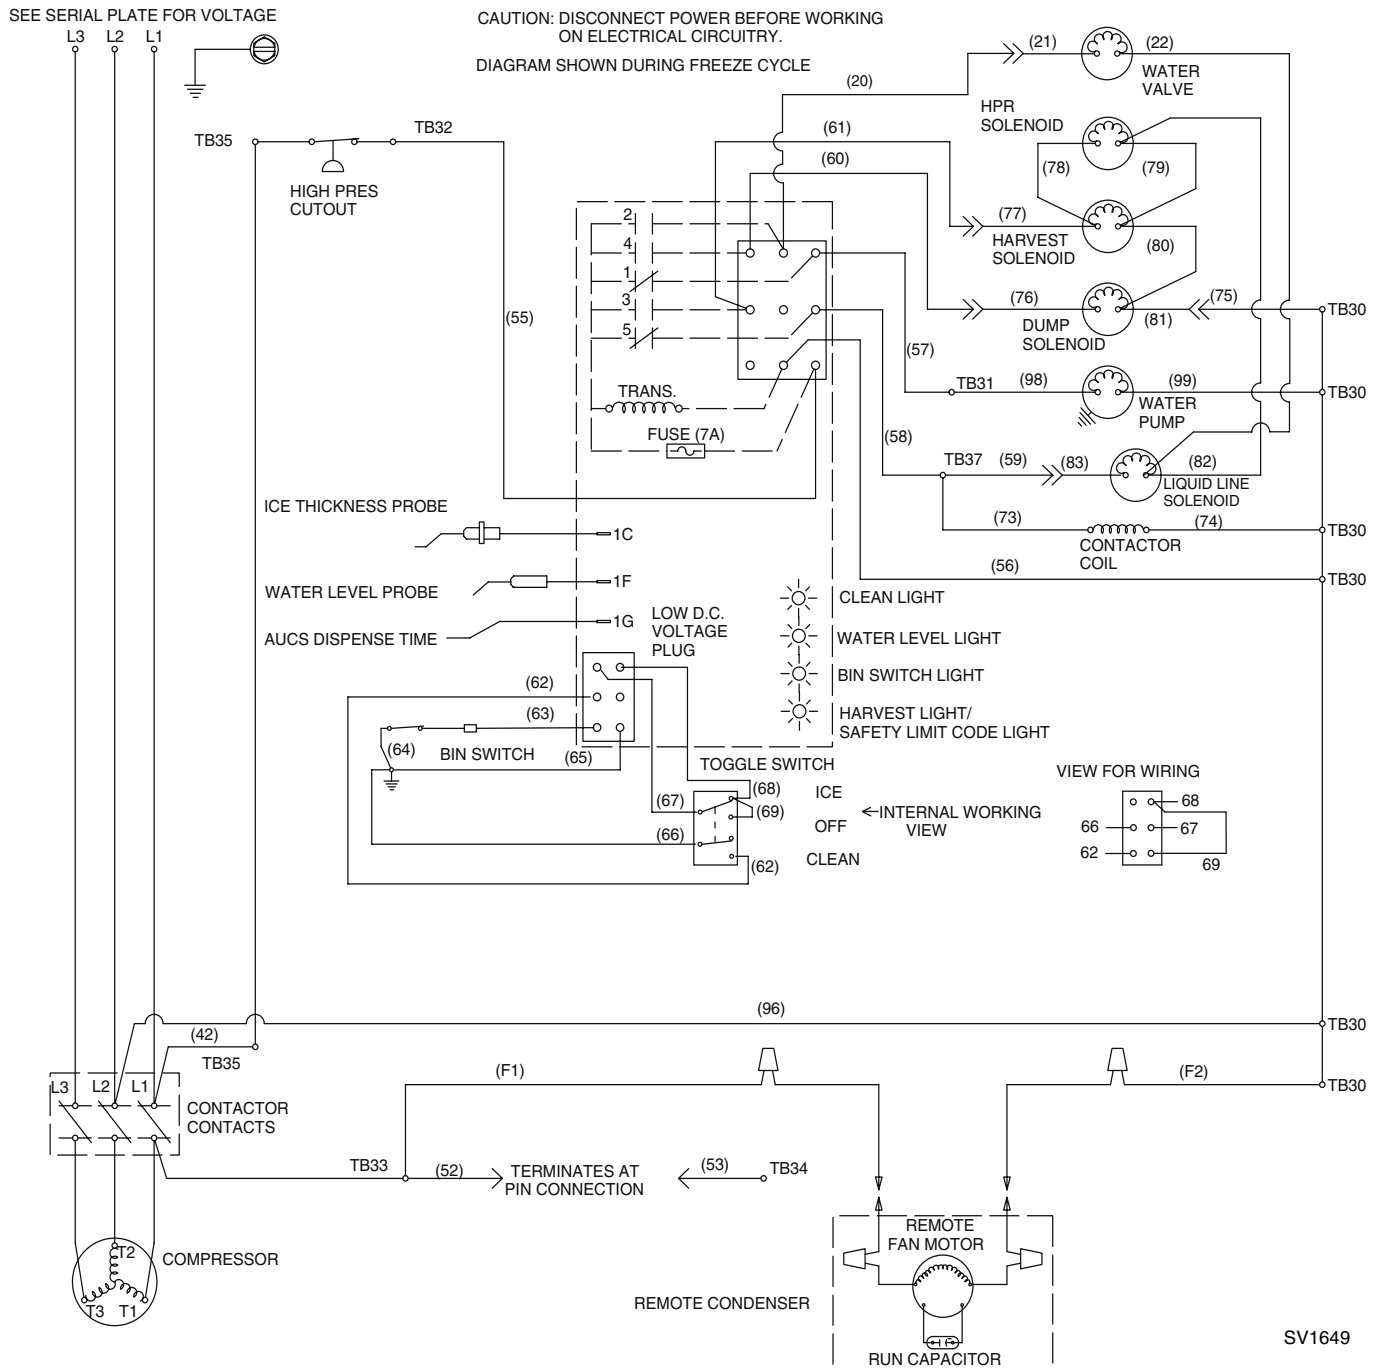 SEE SERIAL PLATE FOR VOLTAGE
L3 L2 L1
CAUTION: DISCONNECT POWER BEFORE WORKING
ON ELECTRICAL CIRCUITRY.
DIAGRAM SHOWN DURING FREEZE CYCLE
(21) (22)
WATER
VALVE
(20)
HPR
SOLENOID
TB35
TB32
(61)
(60)
(78) (79)
HIGH PRES
CUTOUT
2
4
1
3
5
(77)
HARVEST
SOLENOID
(80)
(55)
(76)
(75)
TB30
DUMP
SOLENOID
(81)
(57)
TRANS.
TB31
(98)
(99)
TB30
WATER
PUMP
FUSE (7A)
(58)
TB37
(59)
(83)
(82)
LIQUID LINE
SOLENOID
ICE THICKNESS PROBE
1C
(73)
(74)
TB30
CONTACTOR
COIL
(56)
TB30
WATER LEVEL PROBE
1F
CLEAN LIGHT
AUCS DISPENSE TIME
1G
LOW D.C.
VOLTAGE
PLUG
WATER LEVEL LIGHT
BIN SWITCH LIGHT
(62)
(63)
HARVEST LIGHT/
SAFETY LIMIT CODE LIGHT
(64)
BIN SWITCH
(65)
TOGGLE SWITCH
VIEW FOR WIRING
(68)
ICE
(67)
(69)
INTERNAL WORKING
VIEW
OFF
(66)
CLEAN
(62)
68
66
67
62
69
(96)
TB30
(42)
TB35
L3 L2 L1
(F1)
(F2)
TB30
CONTACTOR
CONTACTS
TB33
(52)
TERMINATES AT
PIN CONNECTION
(53)
TB34
T2
COMPRESSOR
T3 T1
REMOTE
FAN MOTOR
REMOTE CONDENSER
RUN CAPACITOR
SV1649